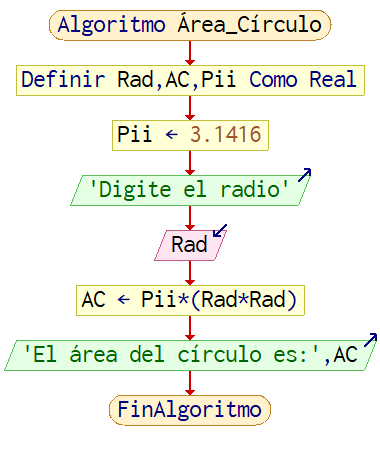 Algoritmo Área_Círculo
Definir Rad,AC,Pii Como Real
Pii ← 3.1416
'Digite el radio'
Rad
AC ← Pii*(Rad*Rad)
'El área del círculo es:',AC
FinAlgoritmo